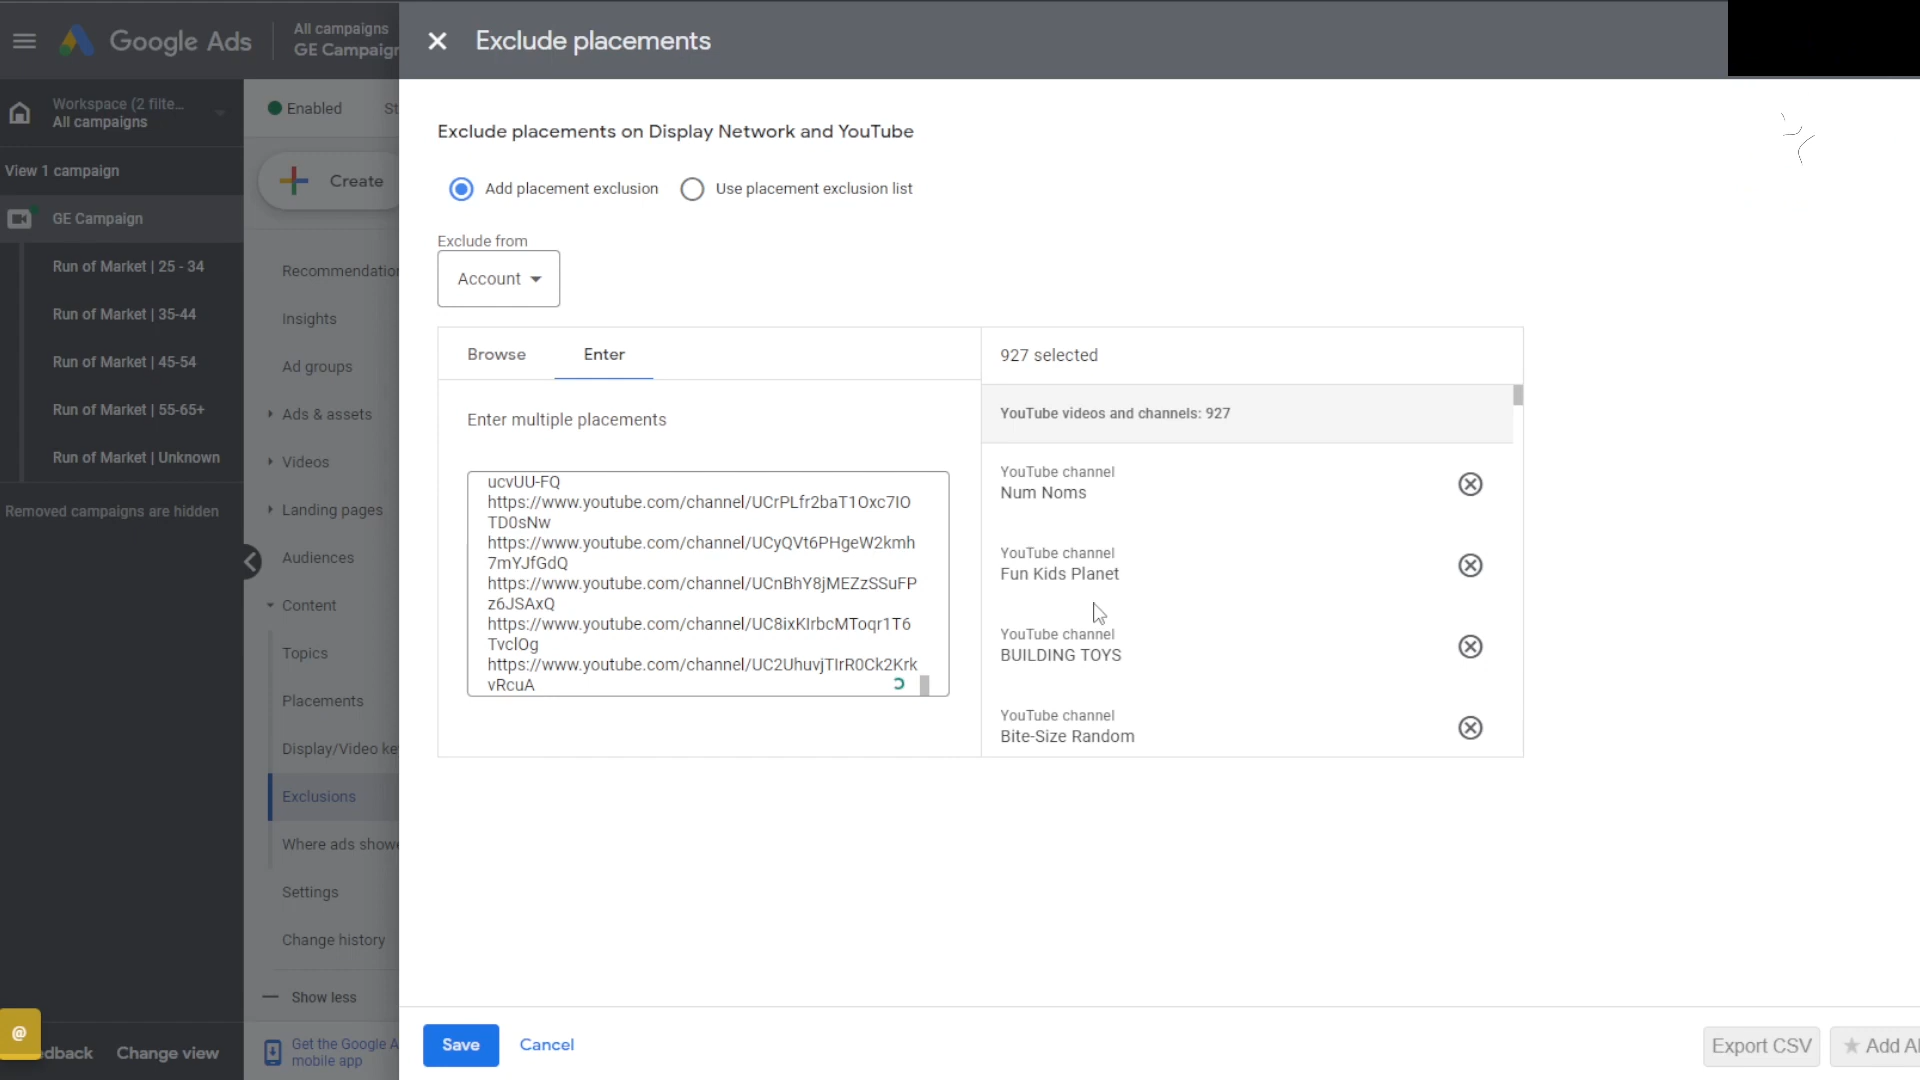 Google Ads
All campaigns
GE Campaign
Exclude placements
Workspace (2 filte...
All campaigns
View 1 campaign
GE Campaign
Run of Market | 25 - 34
Run of Market | 35-44
Run of Market | 45-54
Run of Market | 55-65+
Run of Market | Unknown
Removed campaigns are hidden
@
edback
Change view
Enabled
St
Create
Recommendation
Insights
Ad groups
Ads & assets
Videos
Landing pages
Audiences
Content
Topics
Placements
Display/Video ke
Exclusions
Where ads showe
Settings
Change history
Show less
Get the Google A
mobile app
Exclude placements on Display Network and YouTube
Add placement exclusion
Use placement exclusion list
Exclude from
Account
Browse
Enter
Enter multiple placements
ucvUU-FQ
https://www.youtube.com/channel/UCrPLfr2baT1Oxc7IO
TD0sNw
https://www.youtube.com/channel/UCyQVt6PHgeW2kmh
7mYJfGdQ
https://www.youtube.com/channel/UCnBhY8jMEZzSSuFP
z6JSAxQ
https://www.youtube.com/channel/UC8ixKIrbcMToqr1T6
TvclOg
https://www.youtube.com/channel/UC2UhuvjTIrR0Ck2Krk
vRcuA
927 selected
YouTube videos and channels: 927
YouTube channel
Num Noms
YouTube channel
Fun Kids Planet
YouTube channel
BUILDING TOYS
YouTube channel
Bite-Size Random
Save
Cancel
Export CSV
Add Al